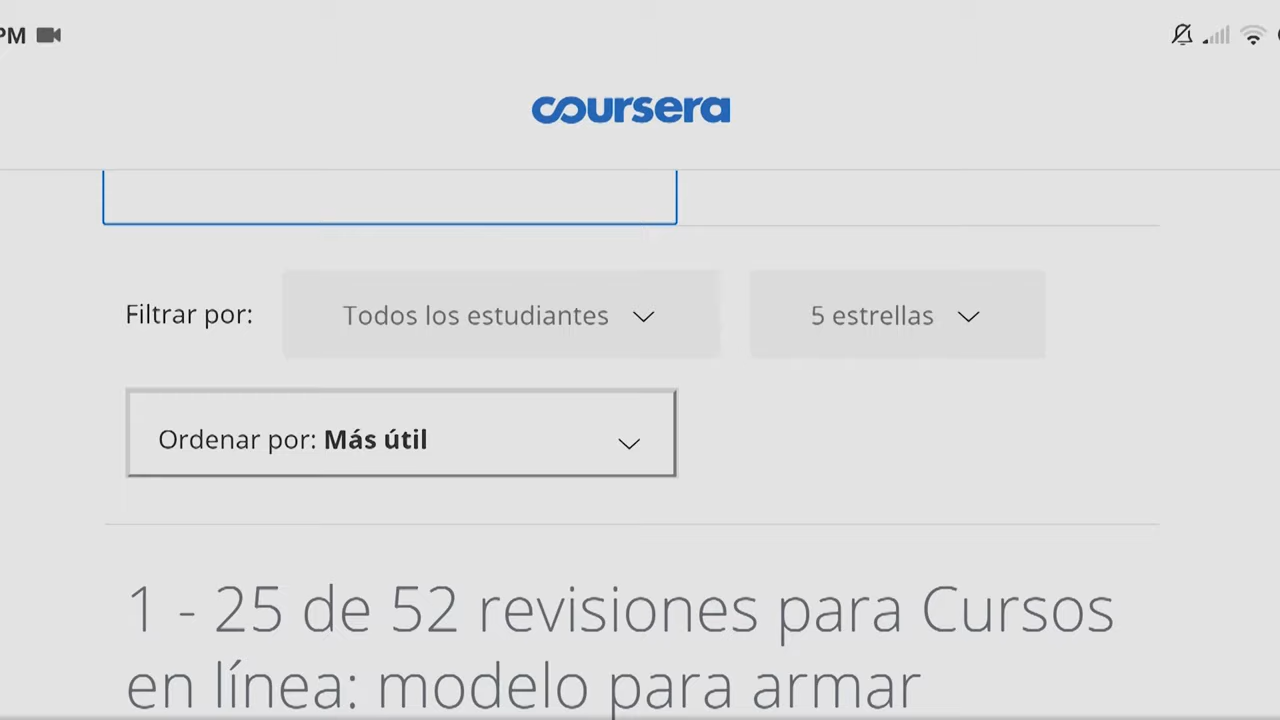 PM
coursera
Filtrar por: Todos los estudiantes 5 estrellas
Ordenar por: Más útil
1 - 25 de 52 revisiones para Cursos
en línea: modelo para armar